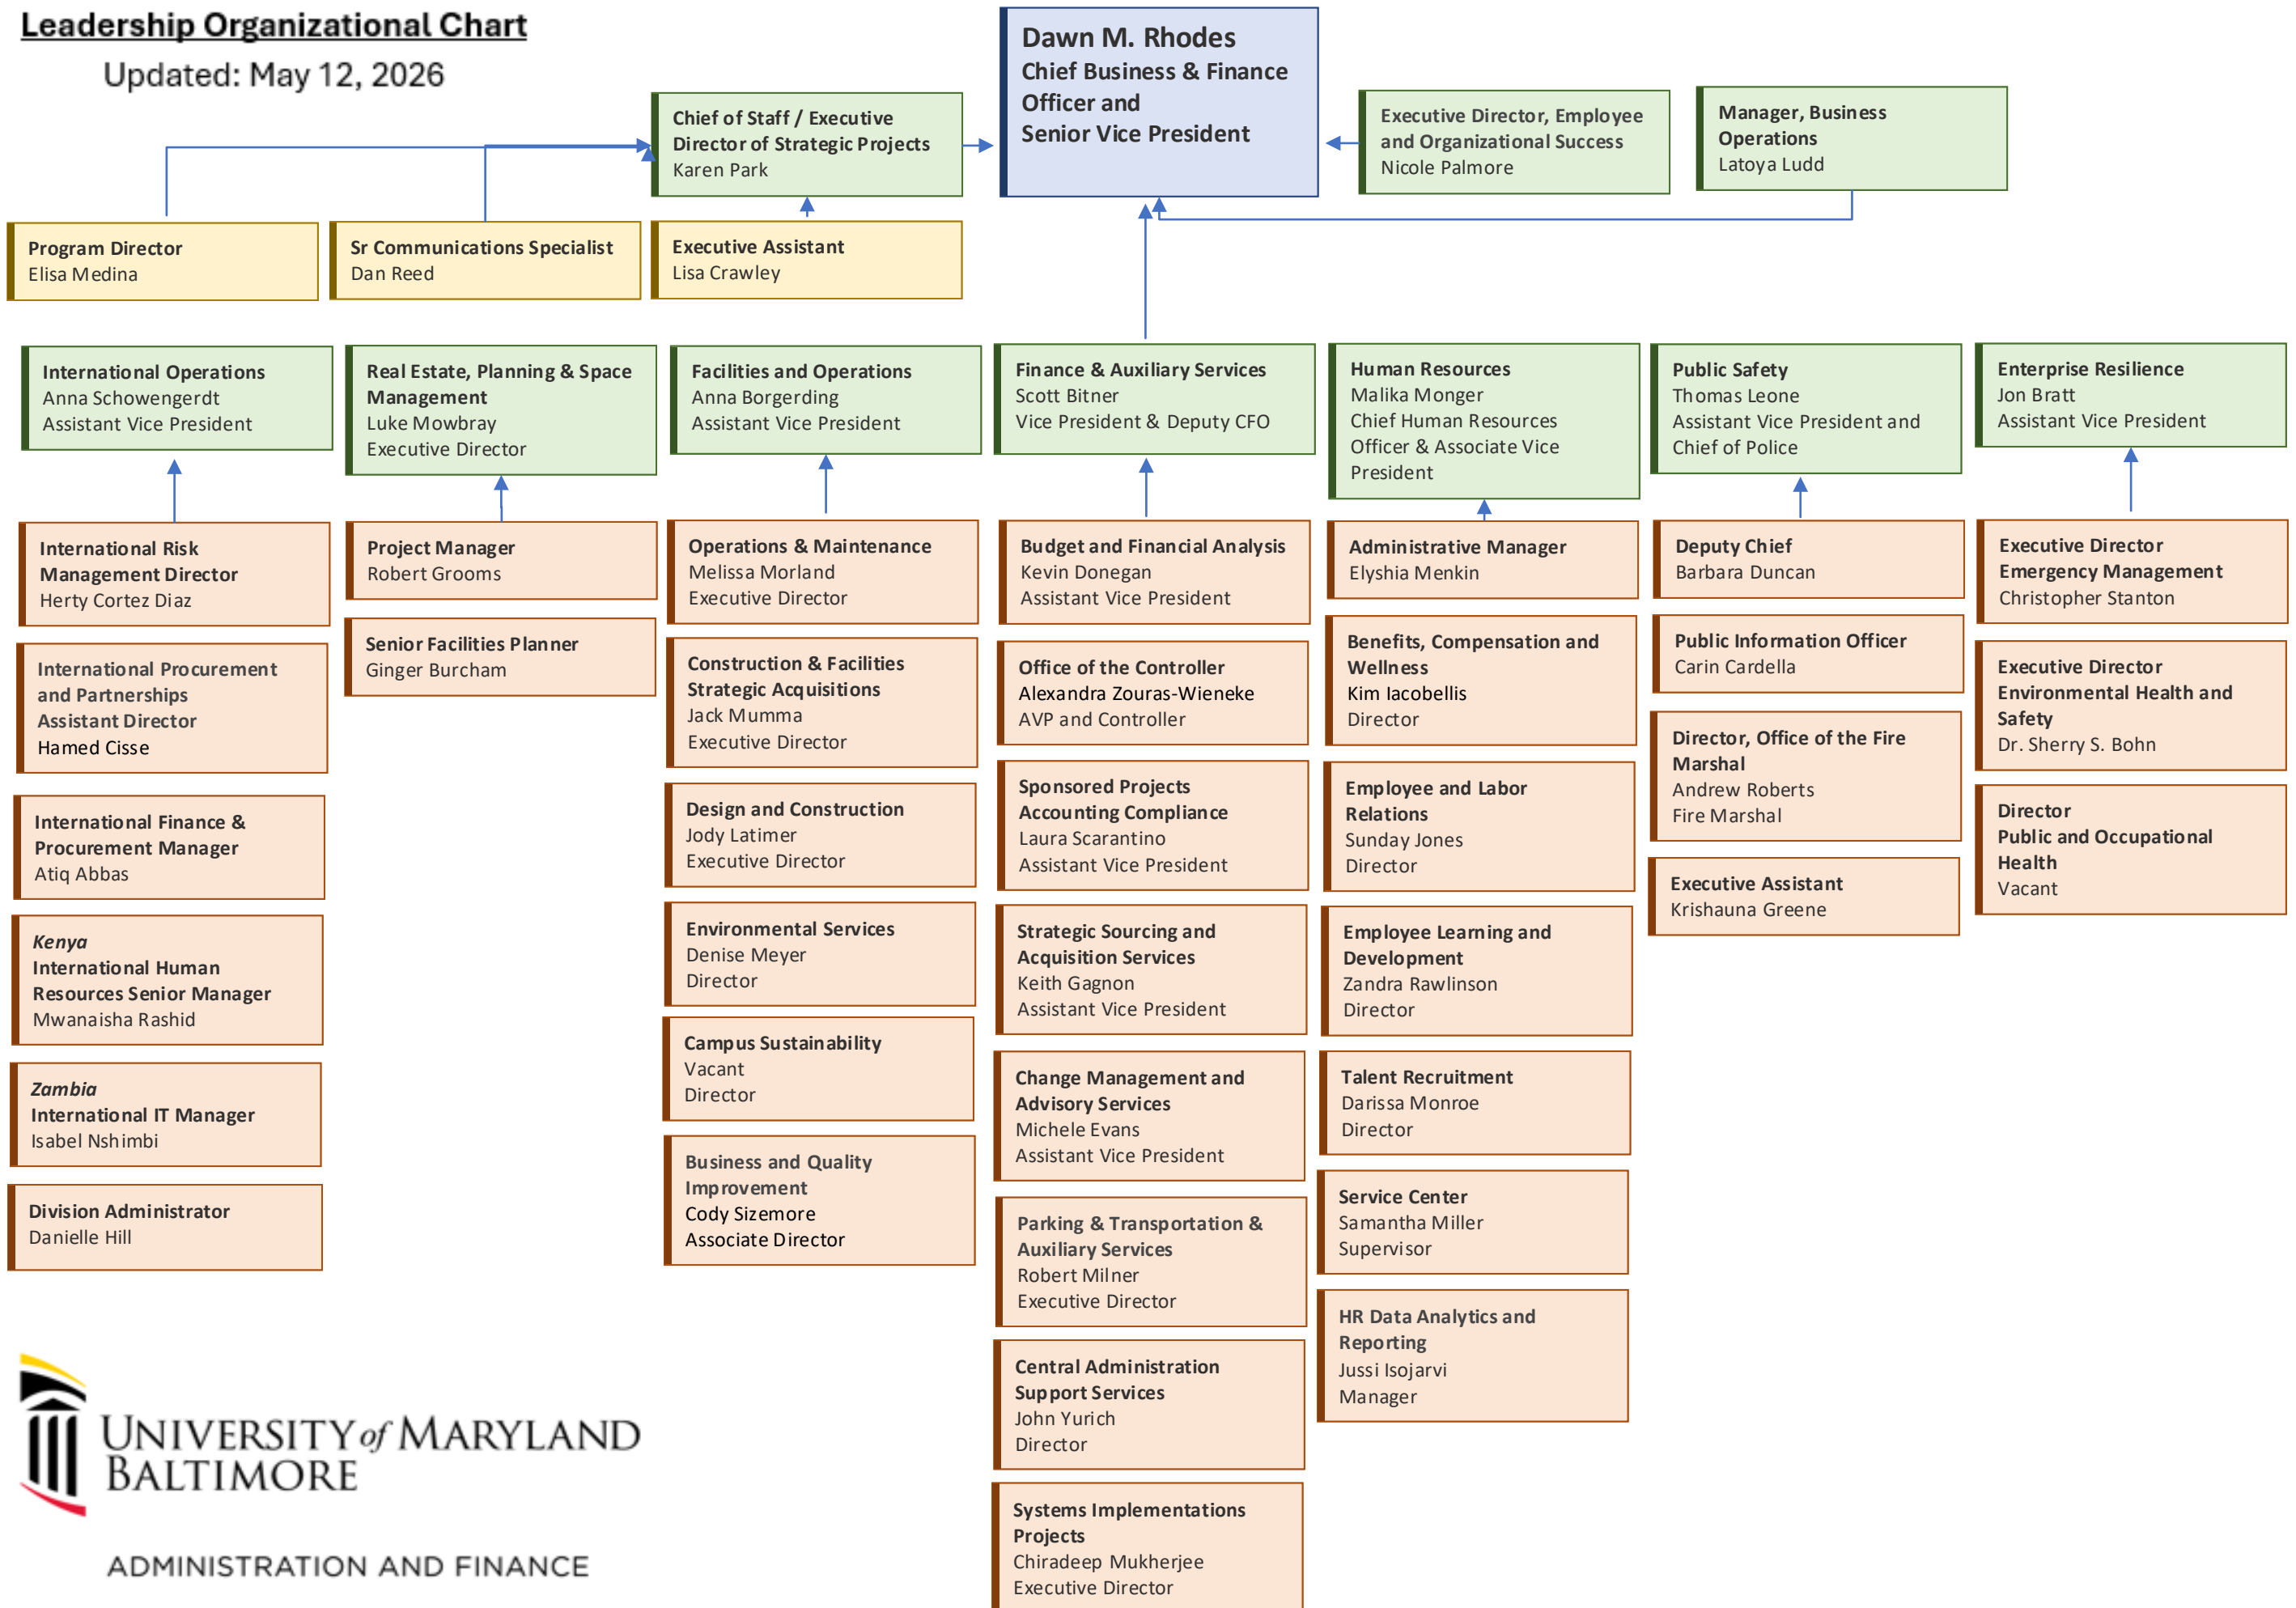 Leadership Organizational Chart
Updated: May 12, 2026
Dawn M. Rhodes
Chief Business & Finance
Officer and
Senior Vice President
Chief of Staff / Executive
Director of Strategic Projects
Karen Park
Executive Director, Employee
and Organizational Success
Nicole Palmore
Manager, Business
Operations
Latoya Ludd
Program Director
Elisa Medina
Sr Communications Specialist
Dan Reed
Executive Assistant
Lisa Crawley
International Operations
Anna Schowengerdt
Assistant Vice President
International Risk
Management Director
Herty Cortez Diaz
International Procurement
and Partnerships
Assistant Director
Hamed Cisse
International Finance &
Procurement Manager
Atiq Abbas
Kenya
International Human
Resources Senior Manager
Mwanaisha Rashid
Zambia
International IT Manager
Isabel Nshimbi
Division Administrator
Danielle Hill
Real Estate, Planning & Space
Management
Luke Mowbray
Executive Director
Project Manager
Robert Grooms
Senior Facilities Planner
Ginger Burcham
Facilities and Operations
Anna Borgerding
Assistant Vice President
Operations & Maintenance
Melissa Morland
Executive Director
Construction & Facilities
Strategic Acquisitions
Jack Mumma
Executive Director
Design and Construction
Jody Latimer
Executive Director
Environmental Services
Denise Meyer
Director
Campus Sustainability
Vacant
Director
Business and Quality
Improvement
Cody Sizemore
Associate Director
Finance & Auxiliary Services
Scott Bitner
Vice President & Deputy CFO
Budget and Financial Analysis
Kevin Donegan
Assistant Vice President
Office of the Controller
Alexandra Zouras-Wieneke
AVP and Controller
Sponsored Projects
Accounting Compliance
Laura Scarantino
Assistant Vice President
Strategic Sourcing and
Acquisition Services
Keith Gagnon
Assistant Vice President
Change Management and
Advisory Services
Michele Evans
Assistant Vice President
Parking & Transportation &
Auxiliary Services
Robert Milner
Executive Director
Central Administration
Support Services
John Yurich
Director
Systems Implementations
Projects
Chiradeep Mukherjee
Executive Director
Human Resources
Malika Monger
Chief Human Resources
Officer & Associate Vice
President
Administrative Manager
Elyshia Menkin
Benefits, Compensation and
Wellness
Kim Iacobellis
Director
Employee and Labor
Relations
Sunday Jones
Director
Employee Learning and
Development
Zandra Rawlinson
Director
Talent Recruitment
Darissa Monroe
Director
Service Center
Samantha Miller
Supervisor
HR Data Analytics and
Reporting
Jussi Isojarvi
Manager
Public Safety
Thomas Leone
Assistant Vice President and
Chief of Police
Deputy Chief
Barbara Duncan
Public Information Officer
Carin Cardella
Director, Office of the Fire
Marshal
Andrew Roberts
Fire Marshal
Executive Assistant
Krishauna Greene
Enterprise Resilience
Jon Bratt
Assistant Vice President
Executive Director
Emergency Management
Christopher Stanton
Executive Director
Environmental Health and
Safety
Dr. Sherry S. Bohn
Director
Public and Occupational
Health
Vacant
UNIVERSITY of MARYLAND
BALTIMORE
ADMINISTRATION AND FINANCE